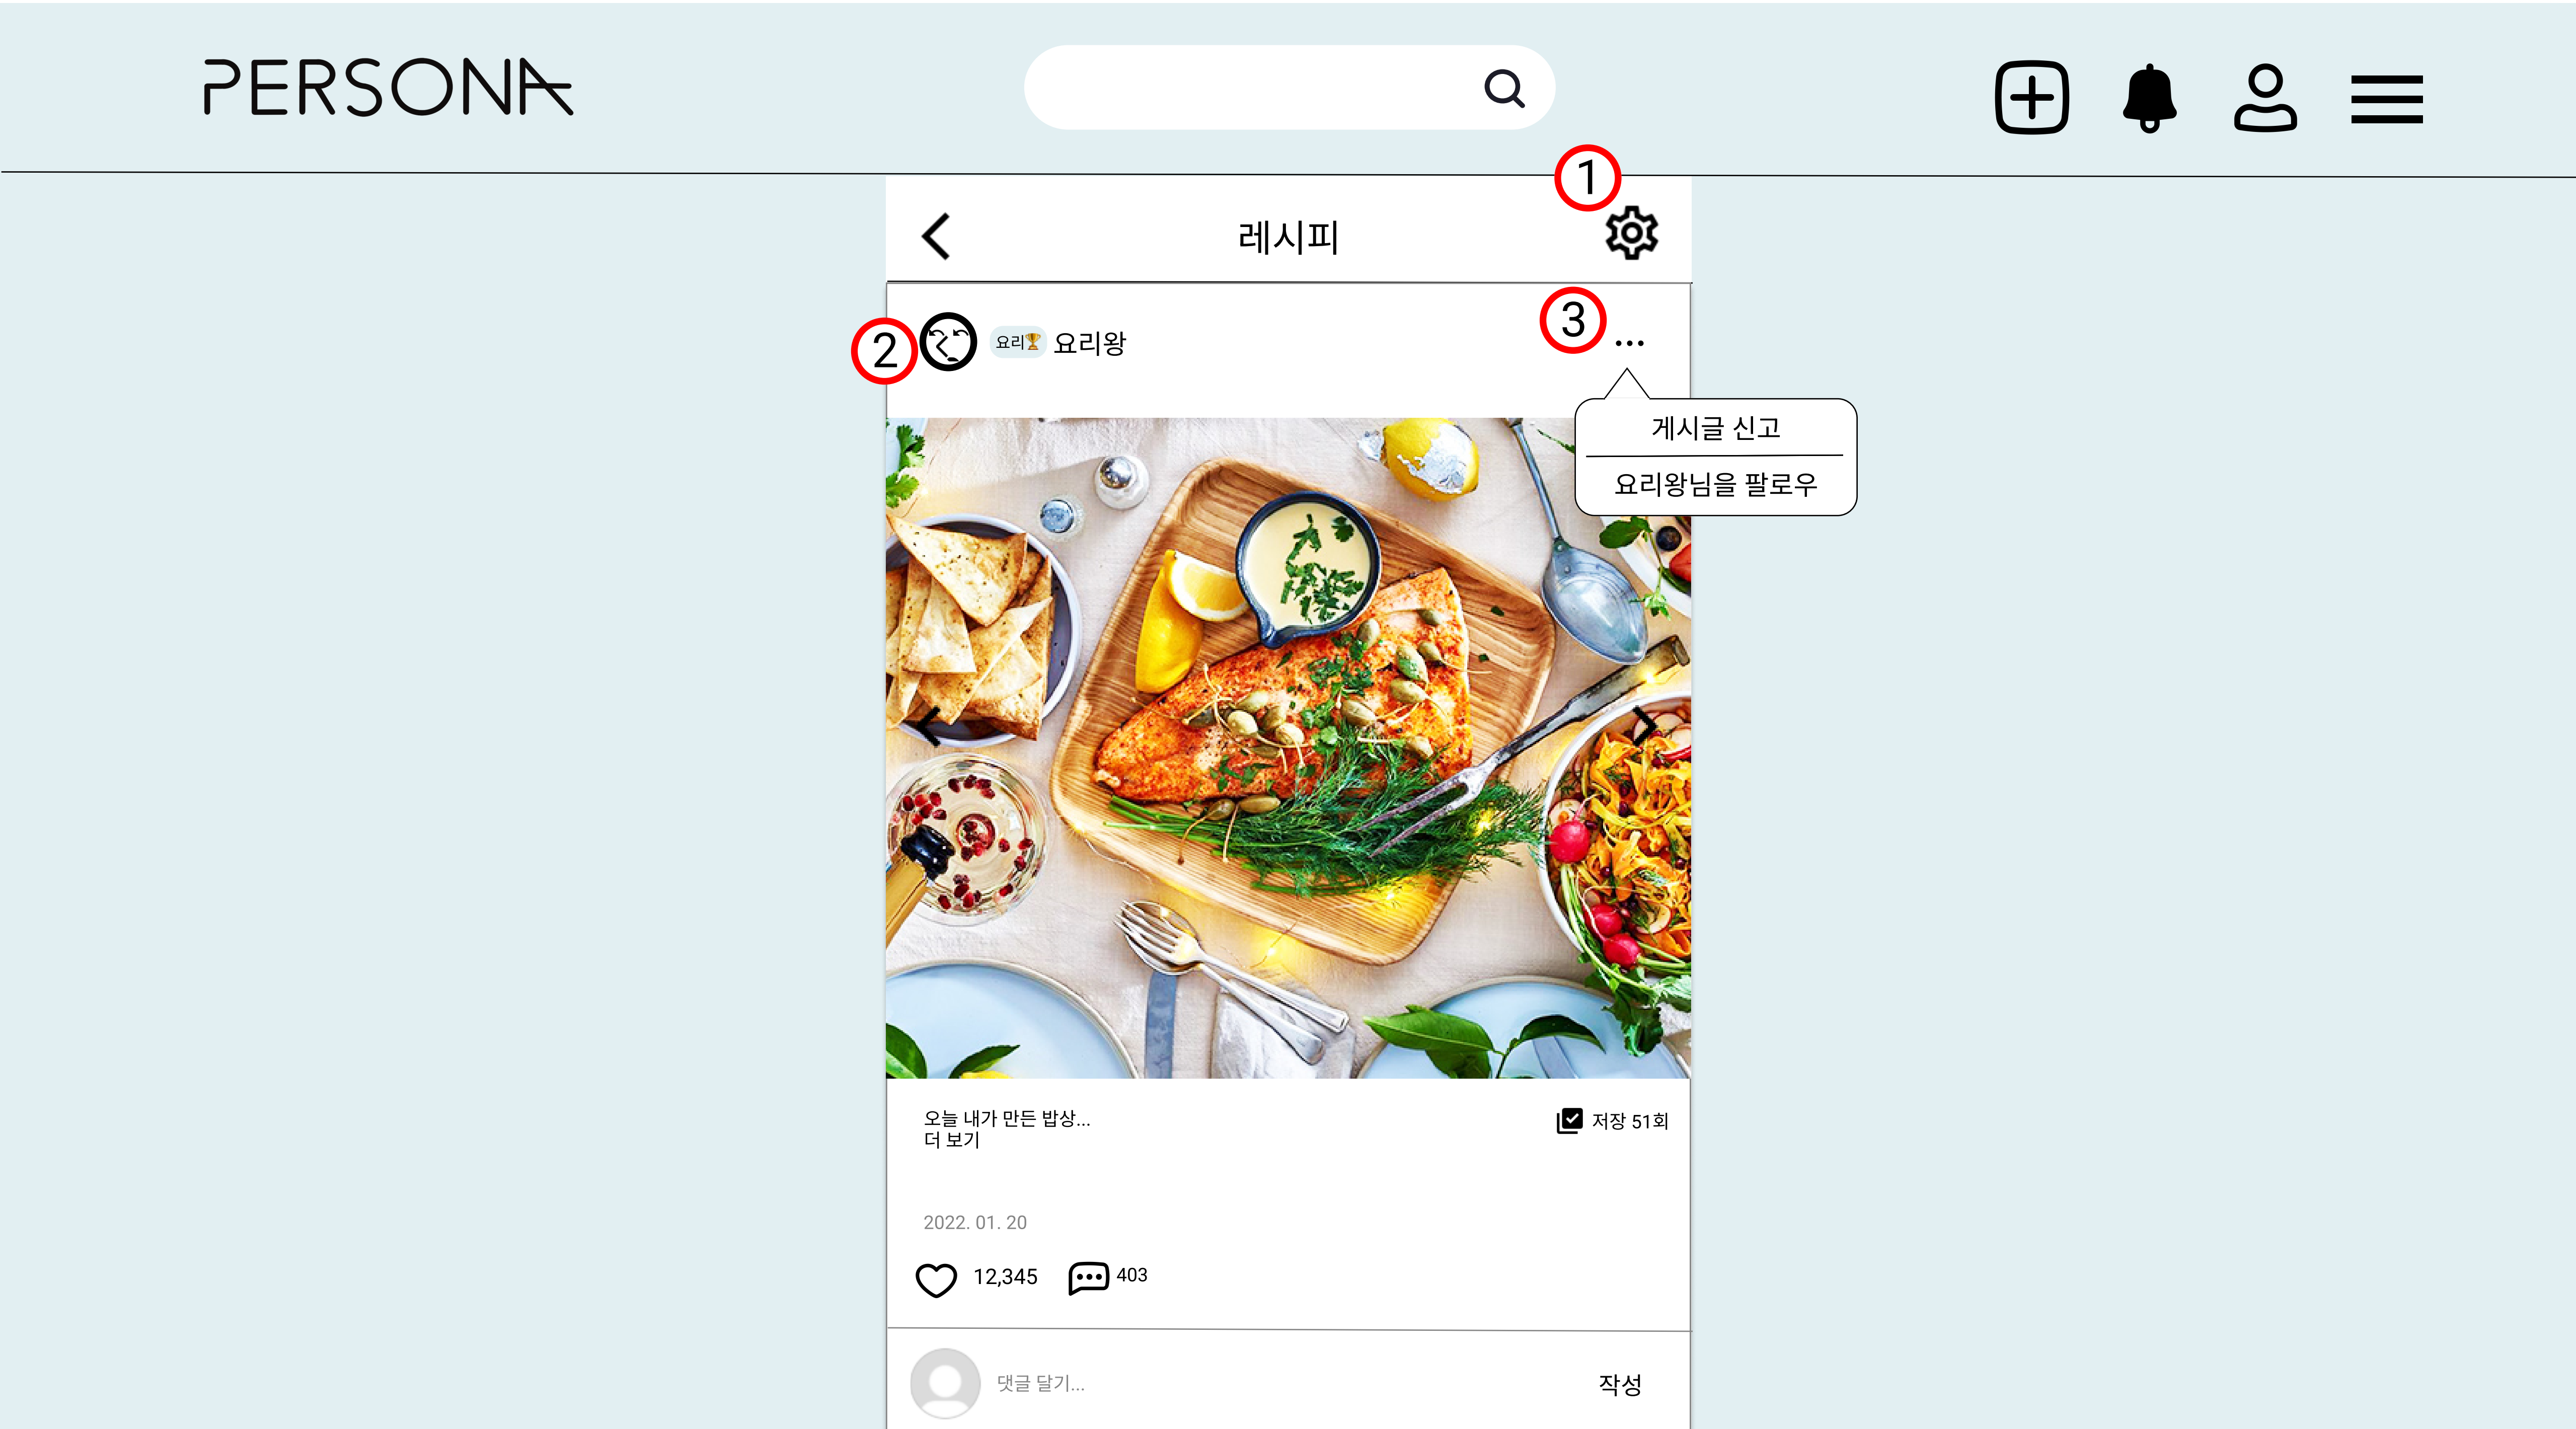 PERSONA
1
레시피
2
요리🏆 요리왕
3
...
게시글 신고
요리왕님을 팔로우
오늘 내가 만든 밥상...
더 보기
저장 51회
2022. 01. 20
12,345
403
댓글 달기...
작성